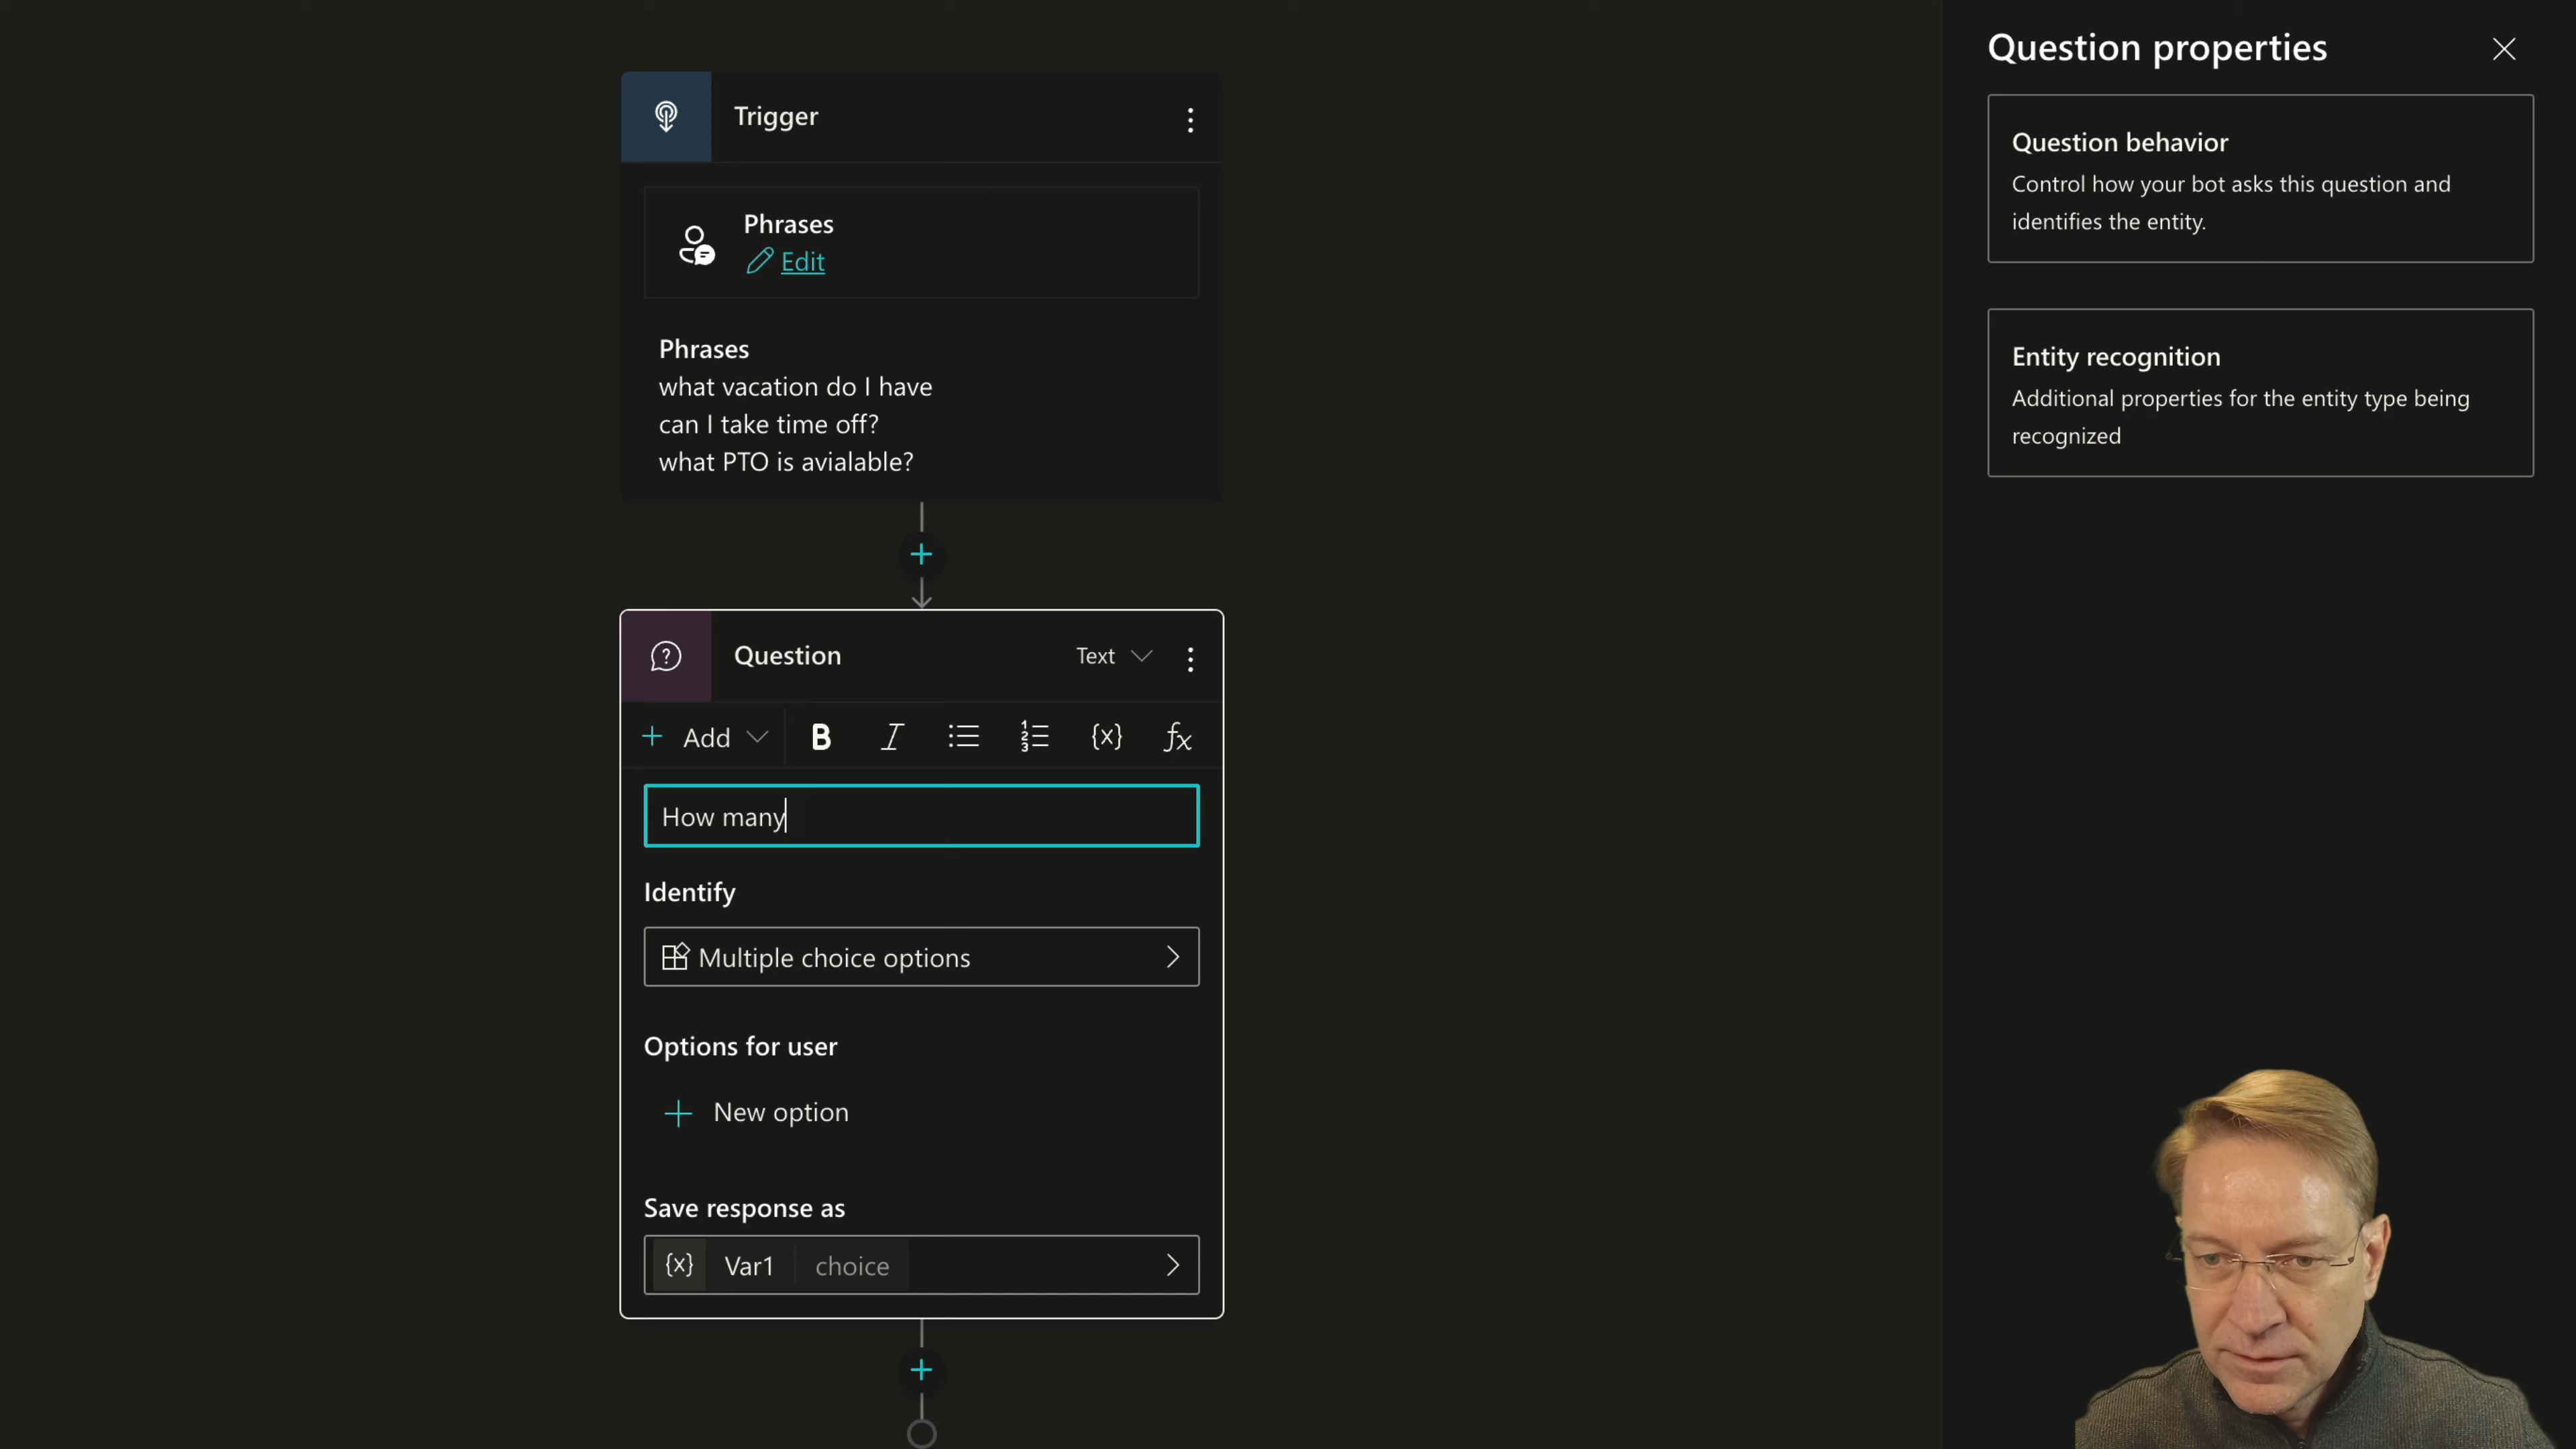 Trigger
Phrases
Edit
Phrases
what vacation do I have
can I take time off?
what PTO is avialable?
Question
Text
Add
B
I
{x}
fx
How many
Identify
Multiple choice options
Options for user
New option
Save response as
{x} Var1 choice
Question properties
Question behavior
Control how your bot asks this question and
identifies the entity.
Entity recognition
Additional properties for the entity type being
recognized